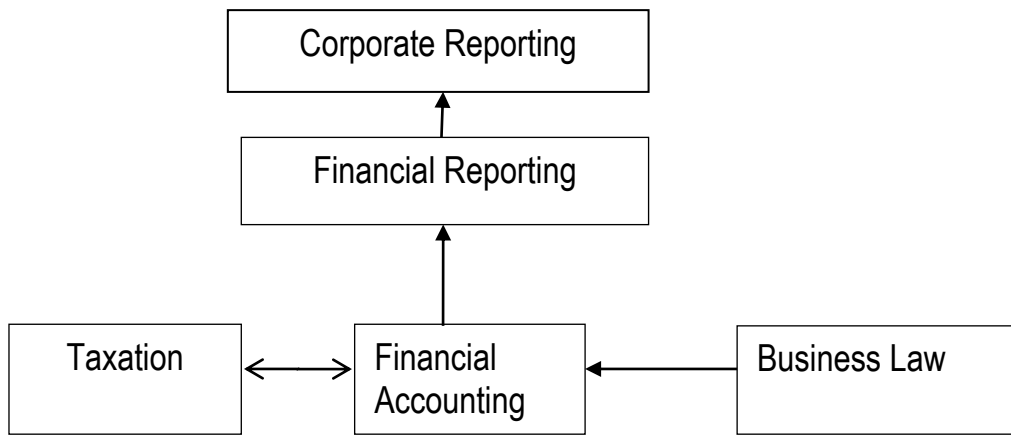 Corporate Reporting
Financial Reporting
Taxation
Financial
Accounting
Business Law